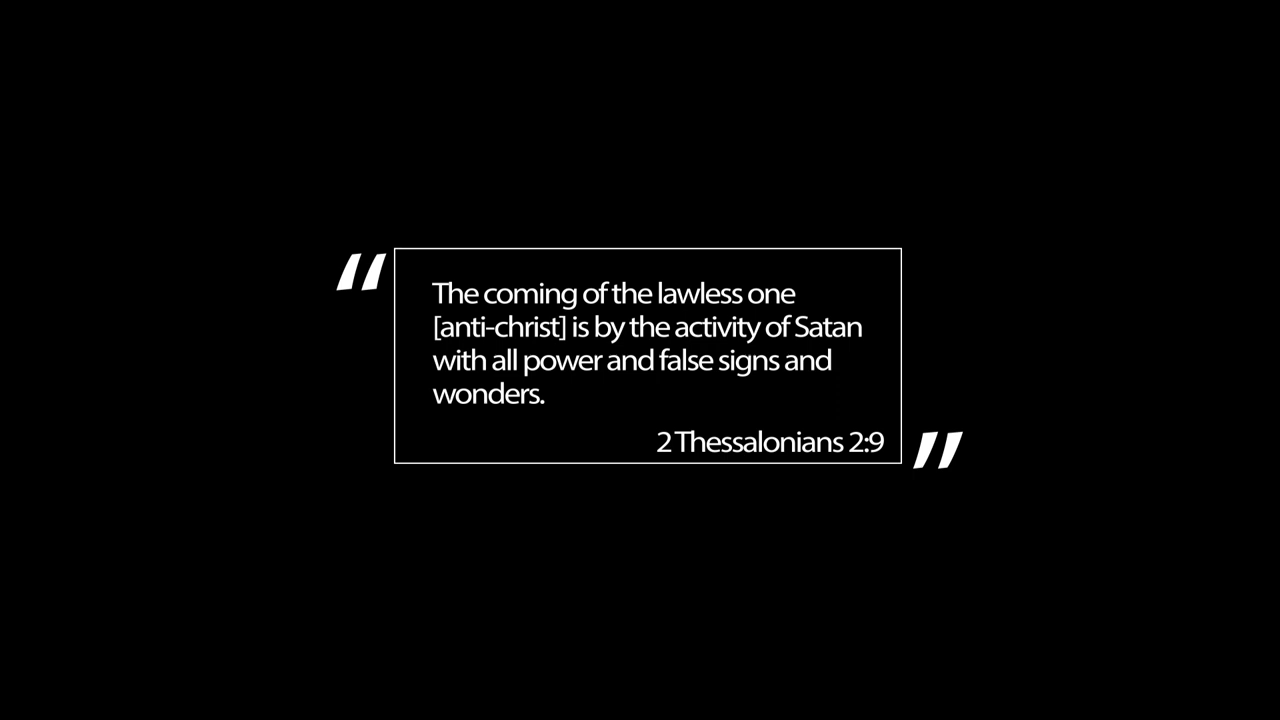 “
The coming of the lawless one
[anti-christ] is by the activity of Satan
with all power and false signs and
wonders.
2 Thessalonians 2:9
”